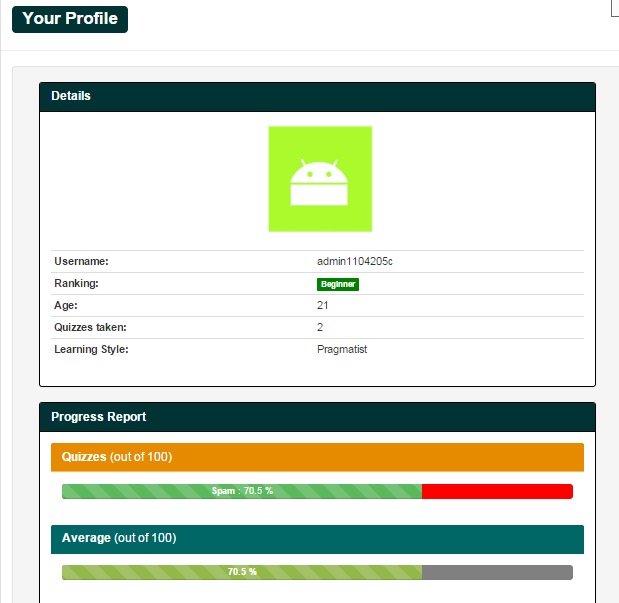 Your Profile
Details
Username: admin1104205c
Ranking: Beginner
Age: 21
Quizzes taken: 2
Learning Style: Pragmatist
Progress Report
Quizzes (out of 100)
Spam : 70.5 %
Average (out of 100)
70.5 %